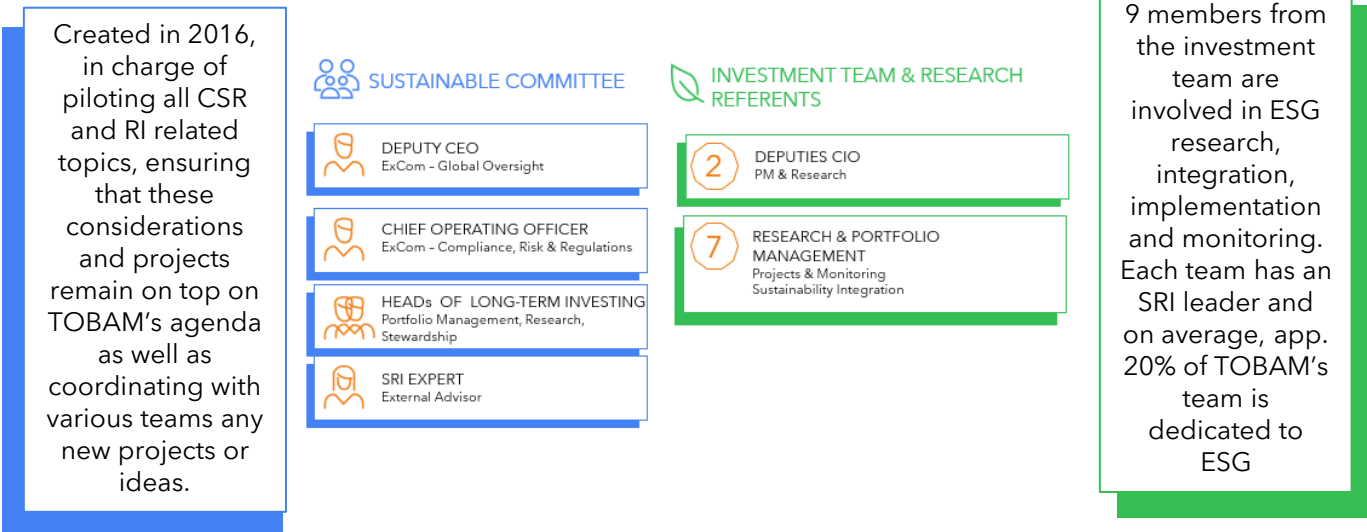 Created in 2016,
in charge of
piloting all CSR
and RI related
topics, ensuring
that these
considerations
and projects
remain on top on
TOBAM’s agenda
as well as
coordinating with
various teams any
new projects or
ideas.
SUSTAINABLE COMMITTEE
DEPUTY CEO
ExCom – Global Oversight
CHIEF OPERATING OFFICER
ExCom – Compliance, Risk & Regulations
HEADs OF LONG-TERM INVESTING
Portfolio Management, Research,
Stewardship
SRI EXPERT
External Advisor
INVESTMENT TEAM & RESEARCH
REFERENTS
2
DEPUTIES CIO
PM & Research
7
RESEARCH & PORTFOLIO
MANAGEMENT
Projects & Monitoring
Sustainability Integration
9 members from
the investment
team are
involved in ESG
research,
integration,
implementation
and monitoring.
Each team has an
SRI leader and
on average, app.
20% of TOBAM’s
team is
dedicated to
ESG